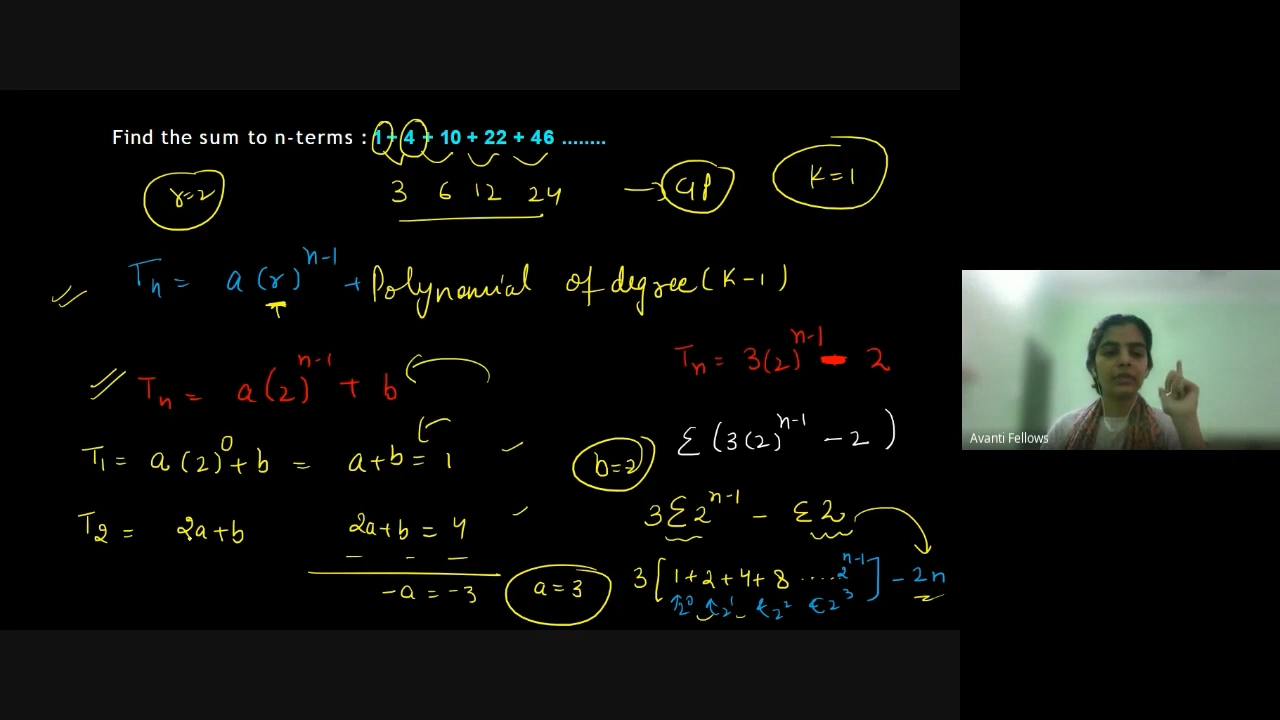 Find the sum to n-terms : 1 + 4 + 10 + 22 + 46 ........
r=2
3 6 12 24 → GP
K=1
Tn = a(r)^(n-1) + Polynomial of degree (K-1)
Tn = a(2)^(n-1) + b
Tn = 3(2)^(n-1) - 2
T1 = a(2)^0 + b = a+b = 1
T2 = 2a+b 2a+b = 4
- - -
-a = -3
a = 3
b=2
Σ(3(2)^(n-1) - 2)
3Σ2^(n-1) - Σ2
3[1+2+4+8 ..... 2^(n-1)] - 2n
2^0 2^1 2^2 2^3
Avanti Fellows